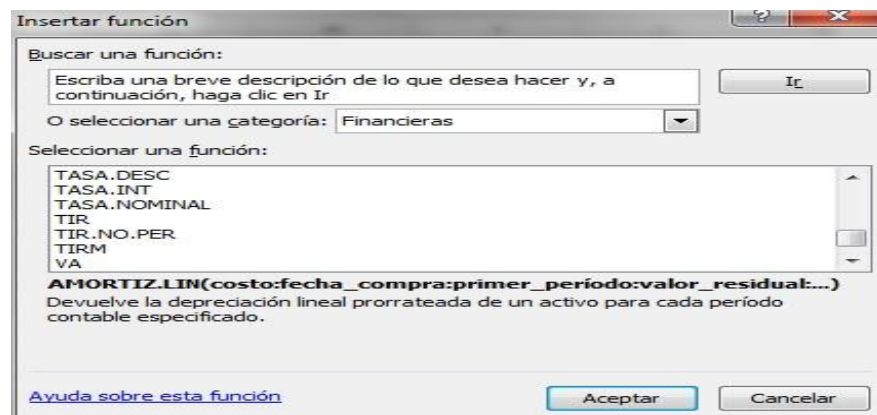 Insertar función
Buscar una función:
Escriba una breve descripción de lo que desea hacer y, a
continuación, haga clic en Ir
Ir
O seleccionar una categoría: Financieras
Seleccionar una función:
TASA.DESC
TASA.INT
TASA.NOMINAL
TIR
TIR.NO.PER
TIRM
VA
AMORTIZ.LIN(costo:fecha_compra:primer_período:valor_residual:...)
Devuelve la depreciación lineal prorrateada de un activo para cada período
contable especificado.
Ayuda sobre esta función
Aceptar
Cancelar